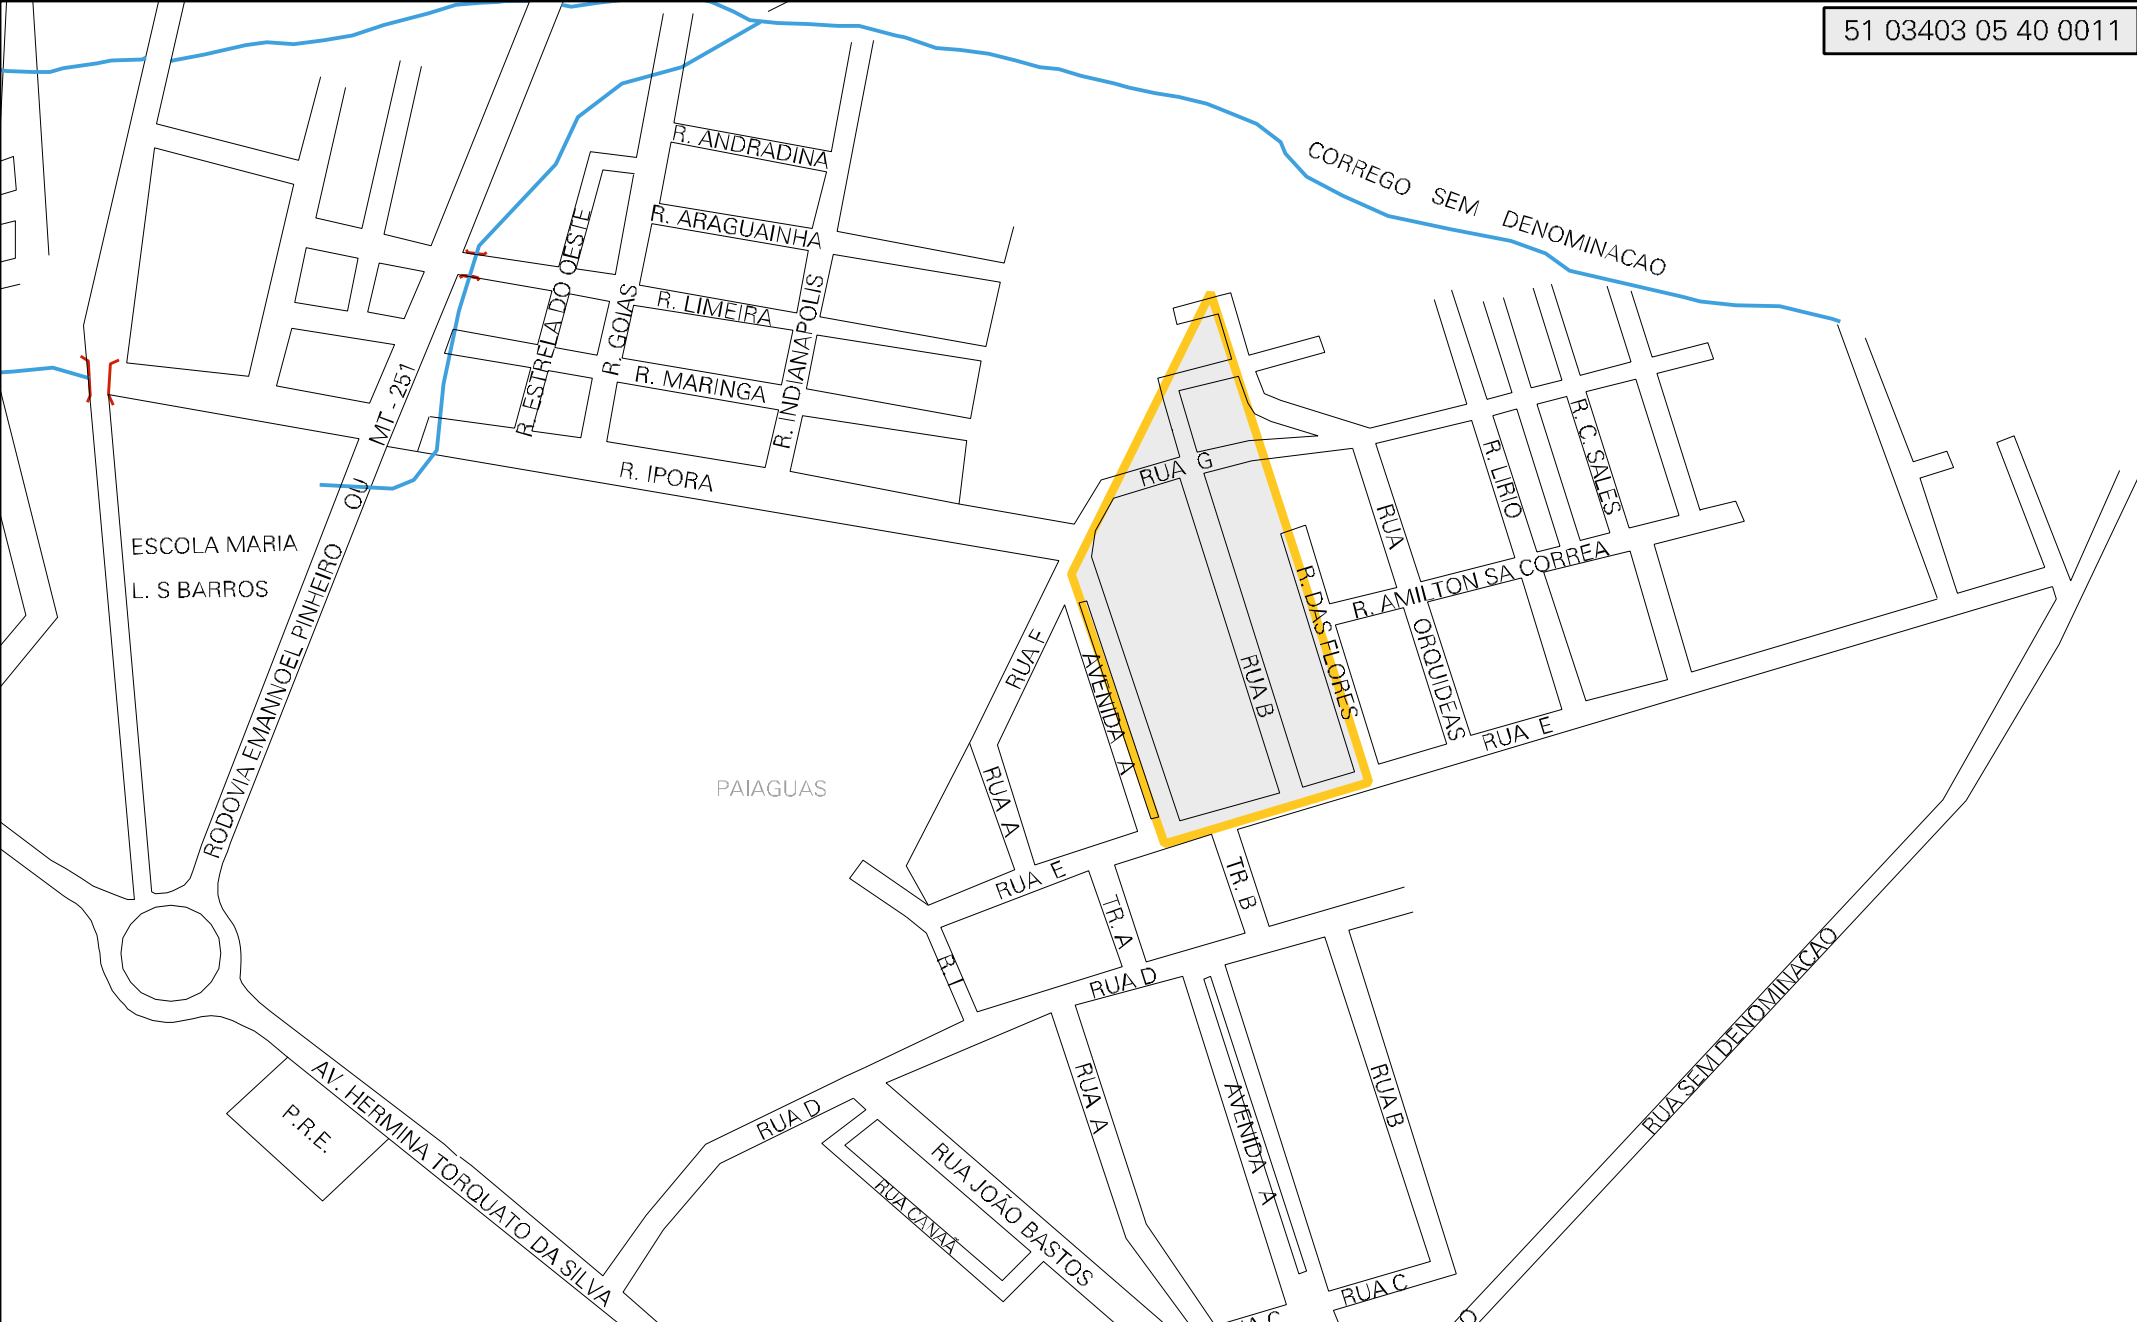 51 03403 05 40 0011
R. ANDRADINA
CORREGO SEM DENOMINACAO
R. ARAGUAINHA
R. ESTRELA DO OESTE
R. GOIAS
R. LIMEIRA
R. INDIANAPOLIS
R. MARINGA
MT - 251
OU
RODOVIA EMANNOEL PINHEIRO
R. IPORA
RUA G
R. LIRIO
R. C. SALES
RUA
ORQUIDEAS
ESCOLA MARIA
L. S BARROS
R. AMILTON SA CORREA
R. DAS FLORES
RUA F
AVENIDA A
RUA B
RUA E
PAIAGUAS
RUA A
RUA E
TR. A
TR. B
R. I
RUA D
RUA SEM DENOMINACAO
AV. HERMINA TORQUATO DA SILVA
P.R.E.
RUA D
RUA A
AVENIDA A
RUA B
RUA JOÃO BASTOS
RUA CANAÃ
RUA C